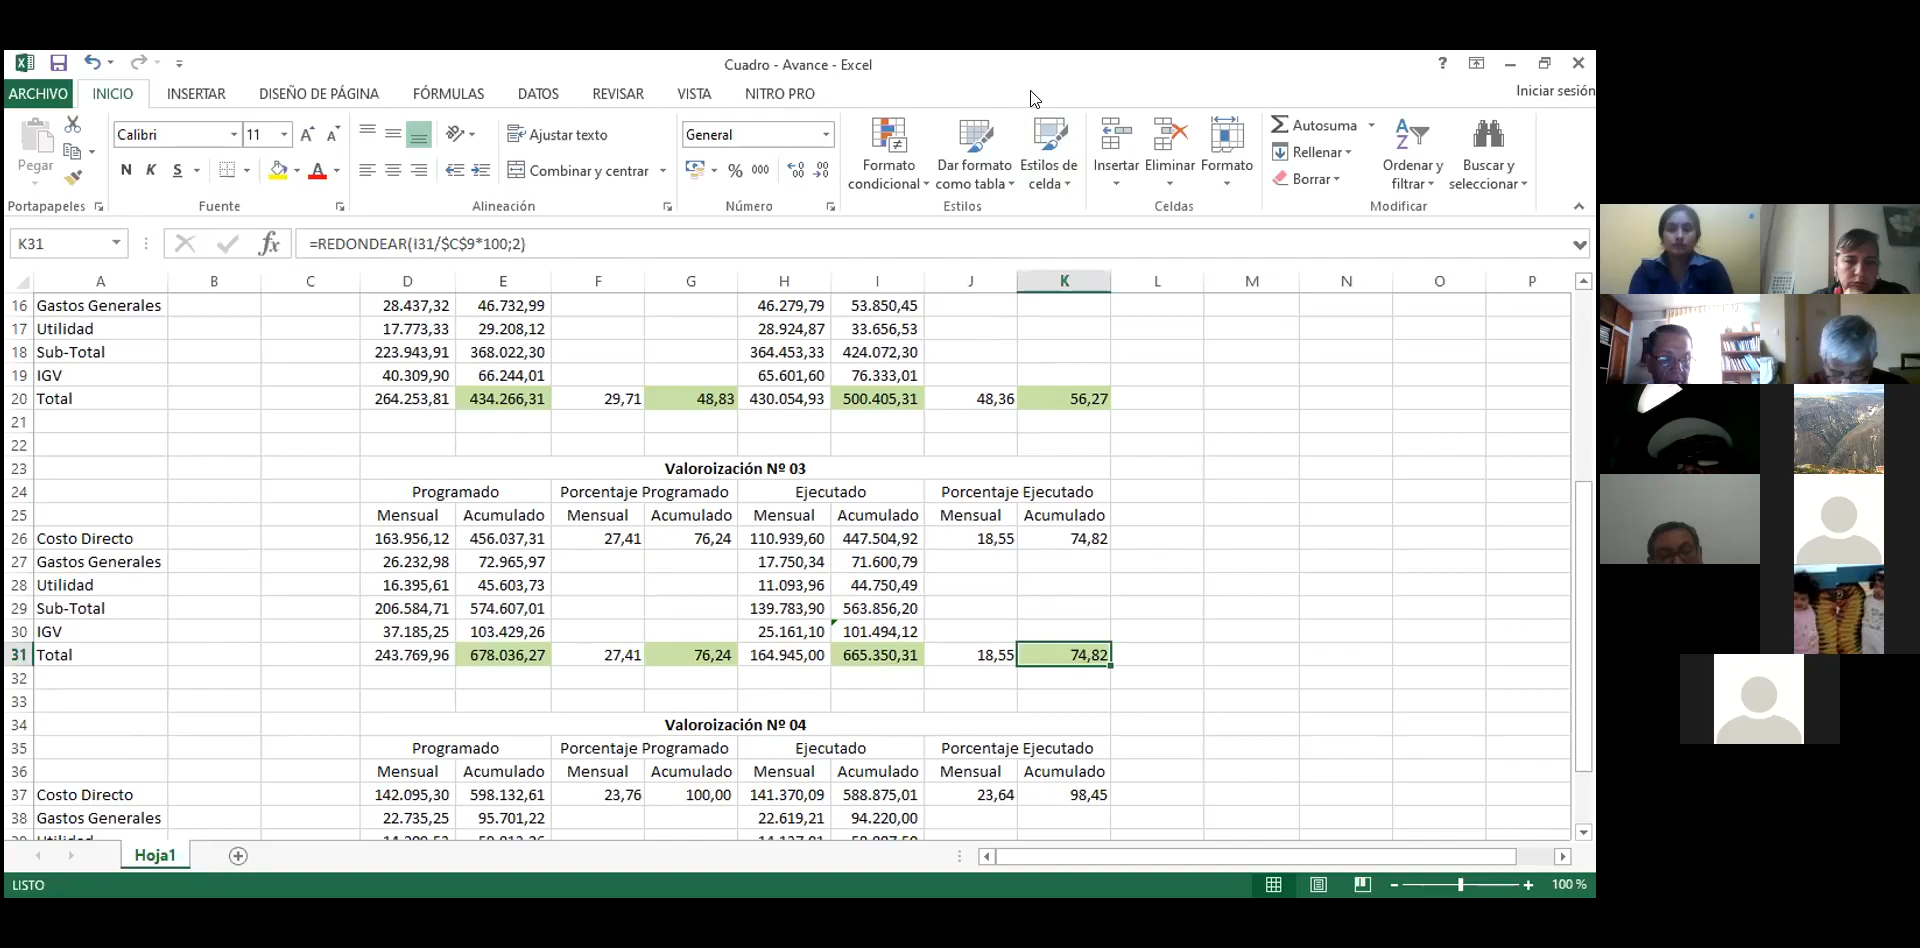 Cuadro - Avance - Excel
?
ARCHIVO INICIO INSERTAR DISEÑO DE PÁGINA FÓRMULAS DATOS REVISAR VISTA NITRO PRO Iniciar sesión
Pegar
Calibri 11
N K S
Ajustar texto
Combinar y centrar
General
% 000
Formato condicional
Dar formato como tabla
Estilos de celda
Insertar Eliminar Formato
Autosuma
Rellenar
Borrar
Ordenar y filtrar
Buscar y seleccionar
Portapapeles Fuente Alineación Número Estilos Celdas Modificar
K31 fx =REDONDEAR(I31/$C$9*100;2)
A B C D E F G H I J K L M N O P
16 Gastos Generales 28.437,32 46.732,99 46.279,79 53.850,45
17 Utilidad 17.773,33 29.208,12 28.924,87 33.656,53
18 Sub-Total 223.943,91 368.022,30 364.453,33 424.072,30
19 IGV 40.309,90 66.244,01 65.601,60 76.333,01
20 Total 264.253,81 434.266,31 29,71 48,83 430.054,93 500.405,31 48,36 56,27
21
22
23 Valoroización Nº 03
24 Programado Porcentaje Programado Ejecutado Porcentaje Ejecutado
25 Mensual Acumulado Mensual Acumulado Mensual Acumulado Mensual Acumulado
26 Costo Directo 163.956,12 456.037,31 27,41 76,24 110.939,60 447.504,92 18,55 74,82
27 Gastos Generales 26.232,98 72.965,97 17.750,34 71.600,79
28 Utilidad 16.395,61 45.603,73 11.093,96 44.750,49
29 Sub-Total 206.584,71 574.607,01 139.783,90 563.856,20
30 IGV 37.185,25 103.429,26 25.161,10 101.494,12
31 Total 243.769,96 678.036,27 27,41 76,24 164.945,00 665.350,31 18,55 74,82
32
33
34 Valoroización Nº 04
35 Programado Porcentaje Programado Ejecutado Porcentaje Ejecutado
36 Mensual Acumulado Mensual Acumulado Mensual Acumulado Mensual Acumulado
37 Costo Directo 142.095,30 598.132,61 23,76 100,00 141.370,09 588.875,01 23,64 98,45
38 Gastos Generales 22.735,25 95.701,22 22.619,21 94.220,00
Hoja1
LISTO 100 %